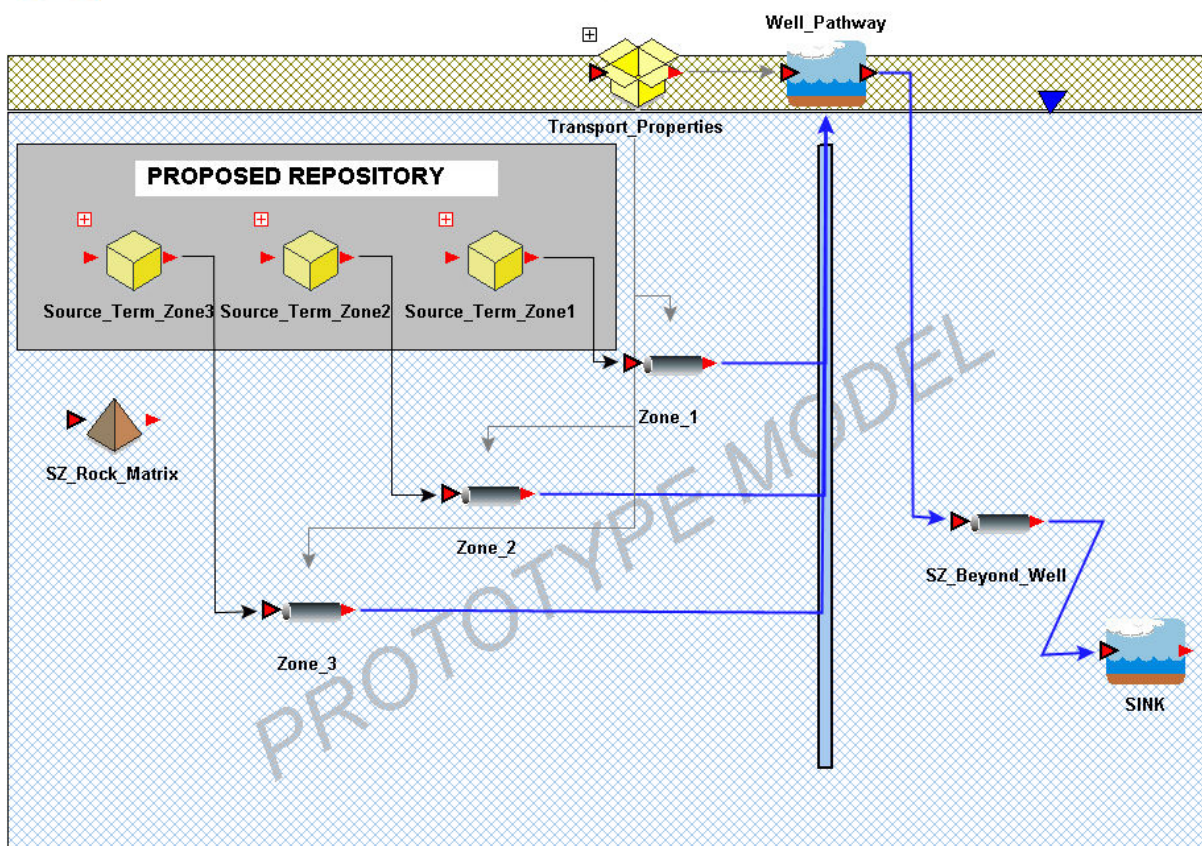 Well_Pathway
Transport_Properties
PROPOSED REPOSITORY
Source_Term_Zone3
Source_Term_Zone2
Source_Term_Zone1
Zone_1
SZ_Rock_Matrix
Zone_2
SZ_Beyond_Well
Zone_3
SINK
PROTOTYPE MODEL